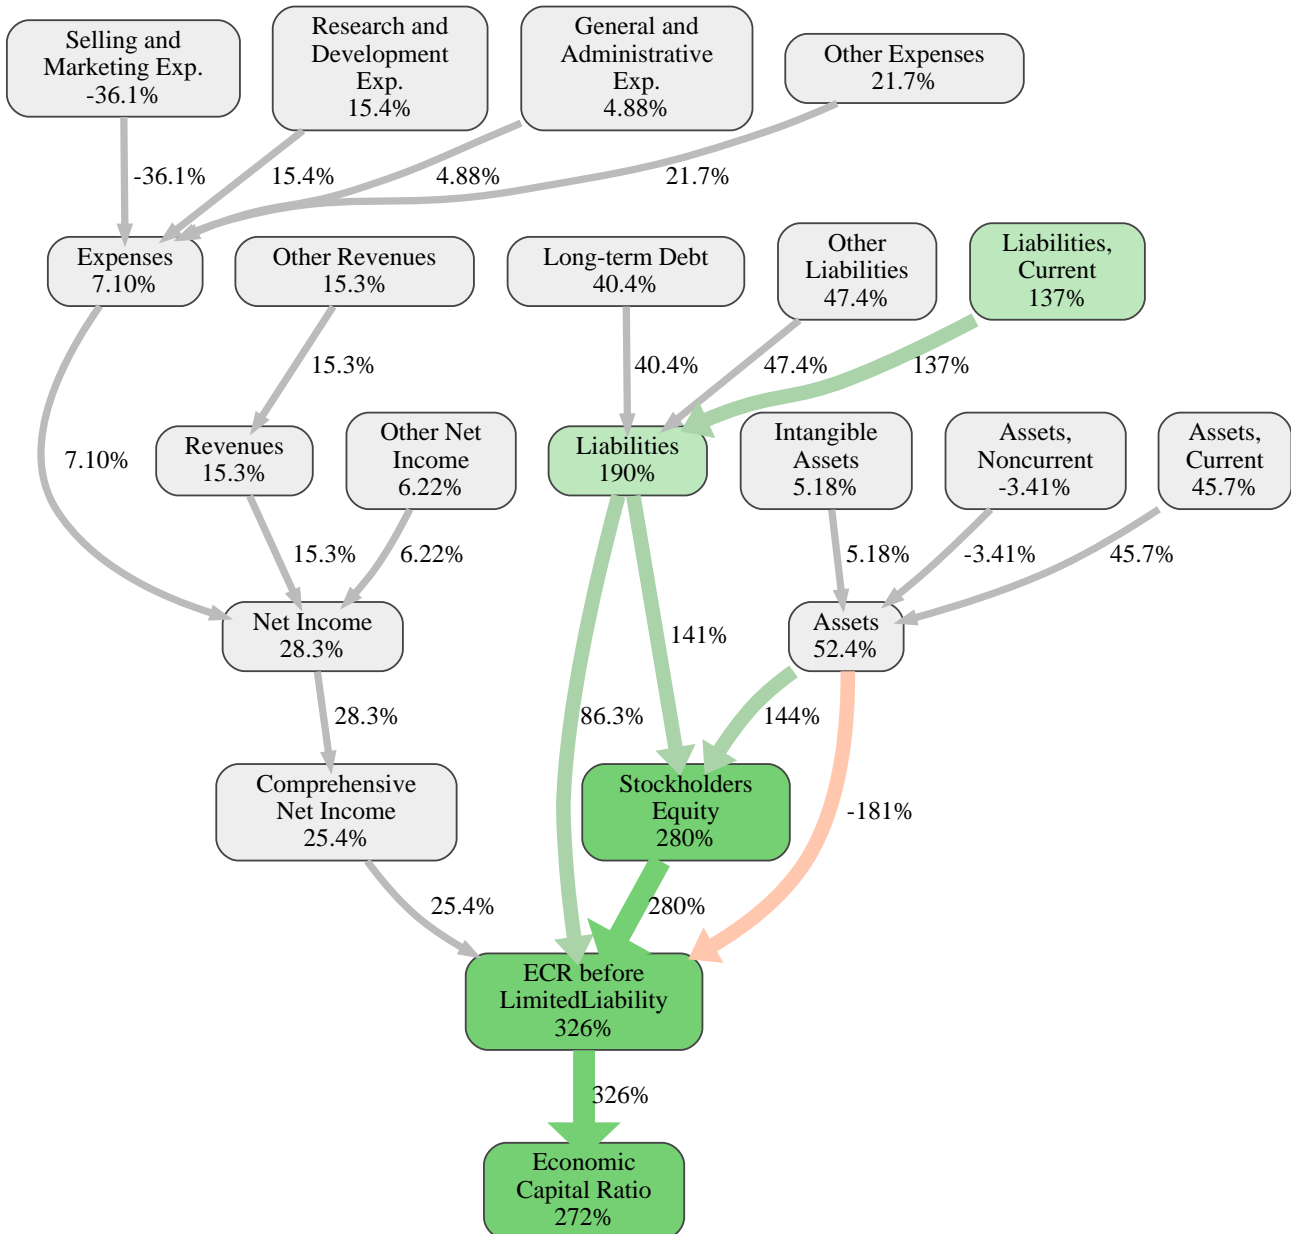 Selling and
Marketing Exp.
-36.1%
Research and
Development
Exp.
15.4%
General and
Administrative
Exp.
4.88%
Other Expenses
21.7%
-36.1%
15.4%
4.88%
21.7%
Expenses
7.10%
Other Revenues
15.3%
Long-term Debt
40.4%
Other
Liabilities
47.4%
Liabilities,
Current
137%
15.3%
40.4%
47.4%
137%
7.10%
Revenues
15.3%
Other Net
Income
6.22%
Liabilities
190%
Intangible
Assets
5.18%
Assets,
Noncurrent
-3.41%
Assets,
Current
45.7%
15.3%
6.22%
5.18%
-3.41%
45.7%
Net Income
28.3%
141%
Assets
52.4%
28.3%
86.3%
144%
Comprehensive
Net Income
25.4%
Stockholders
Equity
280%
-181%
25.4%
280%
ECR before
LimitedLiability
326%
326%
Economic
Capital Ratio
272%